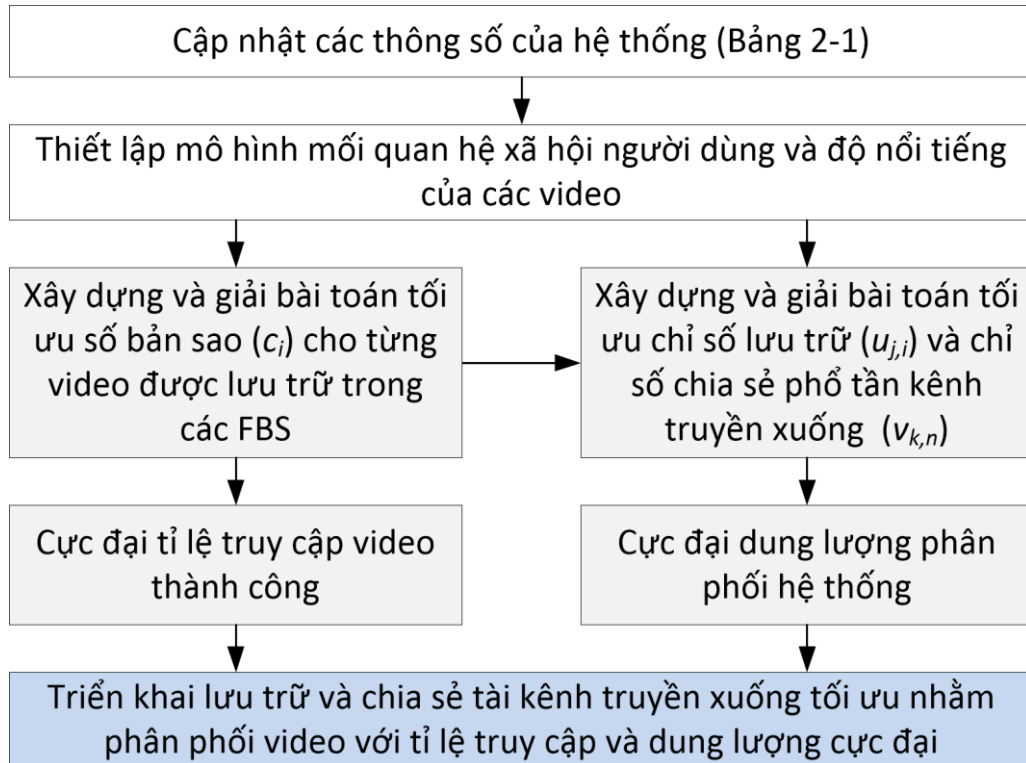 Cập nhật các thông số của hệ thống (Bảng 2-1)
Thiết lập mô hình mối quan hệ xã hội người dùng và độ nổi tiếng
của các video
Xây dựng và giải bài toán tối
ưu số bản sao (cᵢ) cho từng
video được lưu trữ trong
các FBS
Xây dựng và giải bài toán tối
ưu chỉ số lưu trữ (u_{j,i}) và chỉ
số chia sẻ phổ tần kênh
truyền xuống (v_{k,n})
Cực đại tỉ lệ truy cập video
thành công
Cực đại dung lượng phân
phối hệ thống
Triển khai lưu trữ và chia sẻ tài kênh truyền xuống tối ưu nhằm
phân phối video với tỉ lệ truy cập và dung lượng cực đại